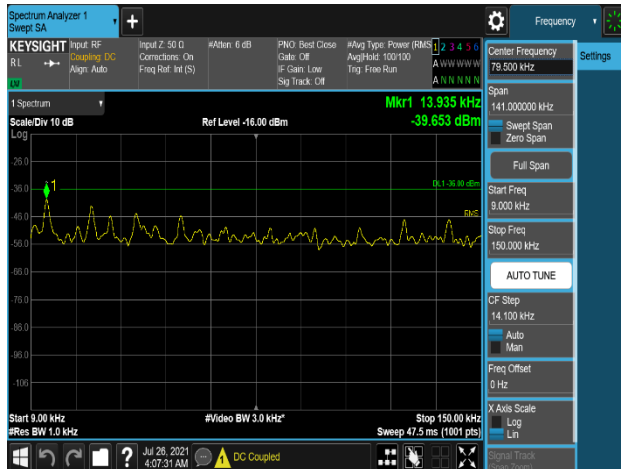 Spectrum Analyzer 1
Swept SA
Frequency
KEYSIGHT
Input: RF
Coupling: DC
Align: Auto
Input Z: 50 Ω
Corrections: On
Freq Ref: Int (S)
#Atten: 6 dB
PNO: Best Close
Gate: Off
IF Gain: Low
Sig Track: Off
#Avg Type: Power (RMS
Avg|Hold: 100/100
Trig: Free Run
1 2 3 4 5 6
A W W W W W
A N N N N N
R L
1 Spectrum
Mkr1 13.935 kHz
-39.653 dBm
Scale/Div 10 dB
Ref Level -16.00 dBm
Log
-26.0
-36.0
-46.0
-56.0
-66.0
-76.0
-86.0
-96.0
-106
1
DL1 -36.00 dBm
RMS
Start 9.00 kHz
#Video BW 3.0 kHz*
Stop 150.00 kHz
#Res BW 1.0 kHz
Sweep 47.5 ms (1001 pts)
Jul 26, 2021
4:07:31 AM
DC Coupled
Center Frequency
79.500 kHz
Settings
Span
141.000000 kHz
Swept Span
Zero Span
Full Span
Start Freq
9.000 kHz
Stop Freq
150.000 kHz
AUTO TUNE
CF Step
14.100 kHz
Auto
Man
Freq Offset
0 Hz
X Axis Scale
Log
Lin
Signal Track
(Span Zoom)